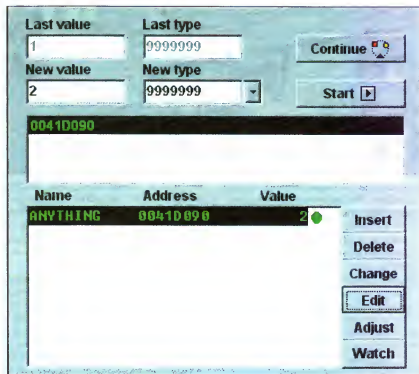 Last value Last type
1 9999999
Continue
New value New type
2 9999999
Start
0041D090
Name Address Value
ANYTHING 0041D090 2
Insert
Delete
Change
Edit
Adjust
Watch